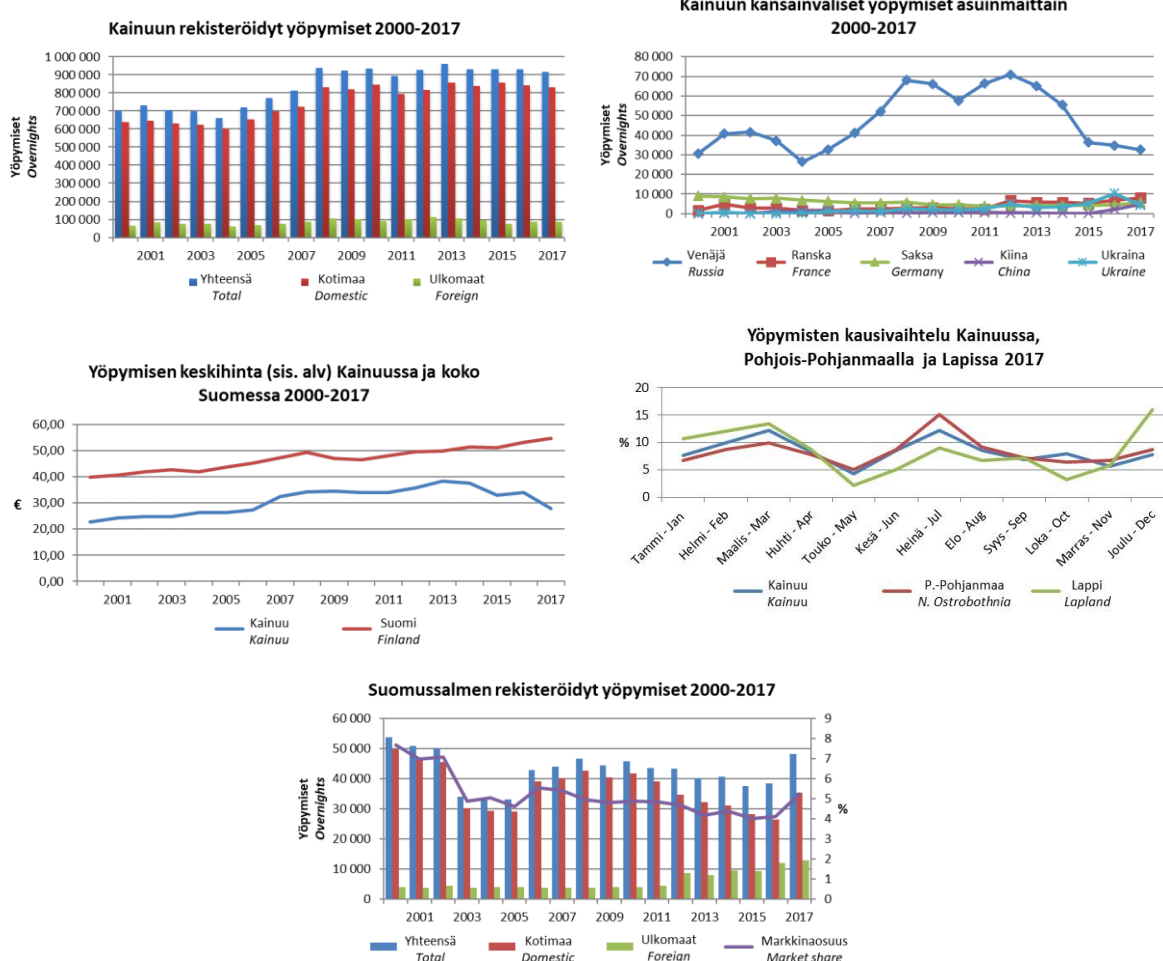 Kainuun rekisteröidyt yöpymiset 2000-2017
Yöpymiset
Overnights
1 000 000
900 000
800 000
700 000
600 000
500 000
400 000
300 000
200 000
100 000
0
2001 2003 2005 2007 2009 2011 2013 2015 2017
Yhteensä Kotimaa Ulkomaat
Total Domestic Foreign
Kainuun kansainväliset yöpymiset asuinmaittain
2000-2017
Yöpymiset
Overnights
80 000
70 000
60 000
50 000
40 000
30 000
20 000
10 000
0
2001 2003 2005 2007 2009 2011 2013 2015 2017
Venäjä Ranska Saksa Kiina Ukraina
Russia France Germany China Ukraine
Yöpymisen keskihinta (sis. alv) Kainuussa ja koko
Suomessa 2000-2017
€
60,00
50,00
40,00
30,00
20,00
10,00
0,00
2001 2003 2005 2007 2009 2011 2013 2015 2017
Kainuu Suomi
Kainuu Finland
Yöpymisten kausivaihtelu Kainuussa,
Pohjois-Pohjanmaalla ja Lapissa 2017
%
20
15
10
5
0
Tammi - Jan
Helmi - Feb
Maalis - Mar
Huhti - Apr
Touko - May
Kesä - Jun
Heinä - Jul
Elo - Aug
Syys - Sep
Loka - Oct
Marras - Nov
Joulu - Dec
Kainuu P.-Pohjanmaa Lappi
Kainuu N. Ostrobothnia Lapland
Suomussalmen rekisteröidyt yöpymiset 2000-2017
Yöpymiset
Overnights
60 000
50 000
40 000
30 000
20 000
10 000
0
9
8
7
6
5
4
3
2
1
0
%
2001 2003 2005 2007 2009 2011 2013 2015 2017
Yhteensä Kotimaa Ulkomaat Markkinaosuus
Total Domestic Foreign Market share